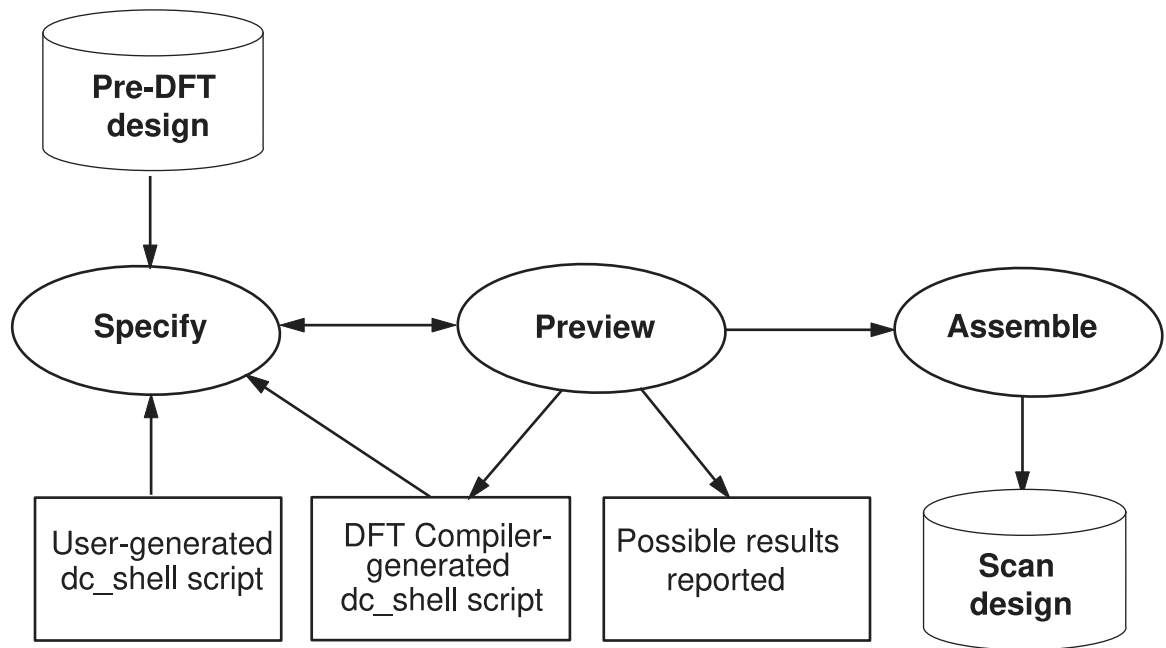 Pre-DFT
design
Specify
Preview
Assemble
User-generated
dc_shell script
DFT Compiler-
generated
dc_shell script
Possible results
reported
Scan
design